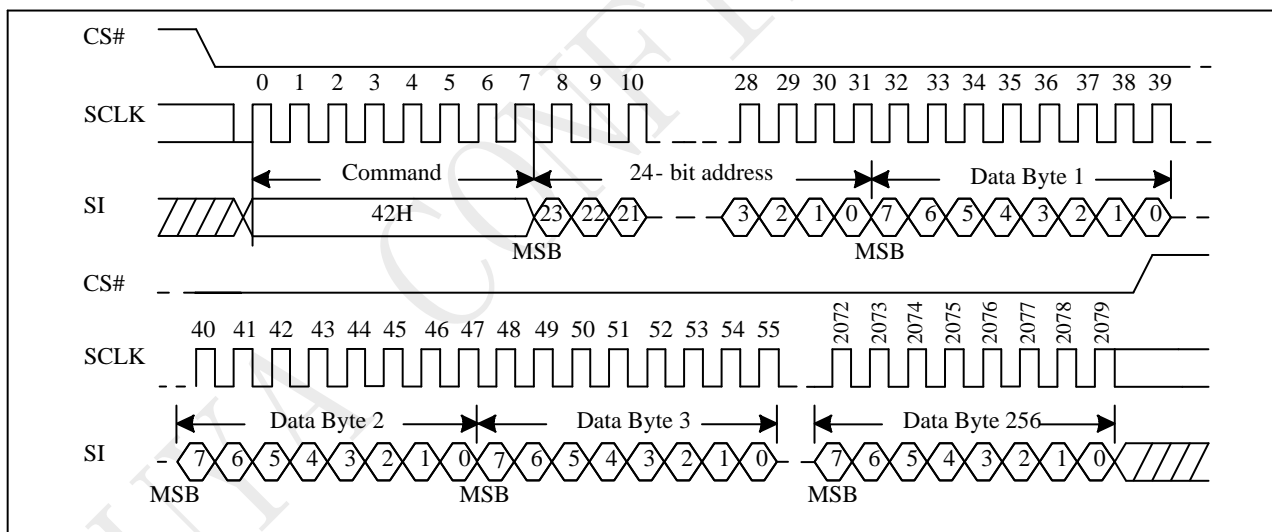 CS#
0 1 2 3 4 5 6 7 8 9 10 28 29 30 31 32 33 34 35 36 37 38 39
SCLK
Command 24- bit address Data Byte 1
SI 42H 23 22 21 3 2 1 0 7 6 5 4 3 2 1 0
MSB MSB
CS#
40 41 42 43 44 45 46 47 48 49 50 51 52 53 54 55 2072 2073 2074 2075 2076 2077 2078 2079
SCLK
Data Byte 2 Data Byte 3 Data Byte 256
SI 7 6 5 4 3 2 1 0 7 6 5 4 3 2 1 0 7 6 5 4 3 2 1 0
MSB MSB MSB